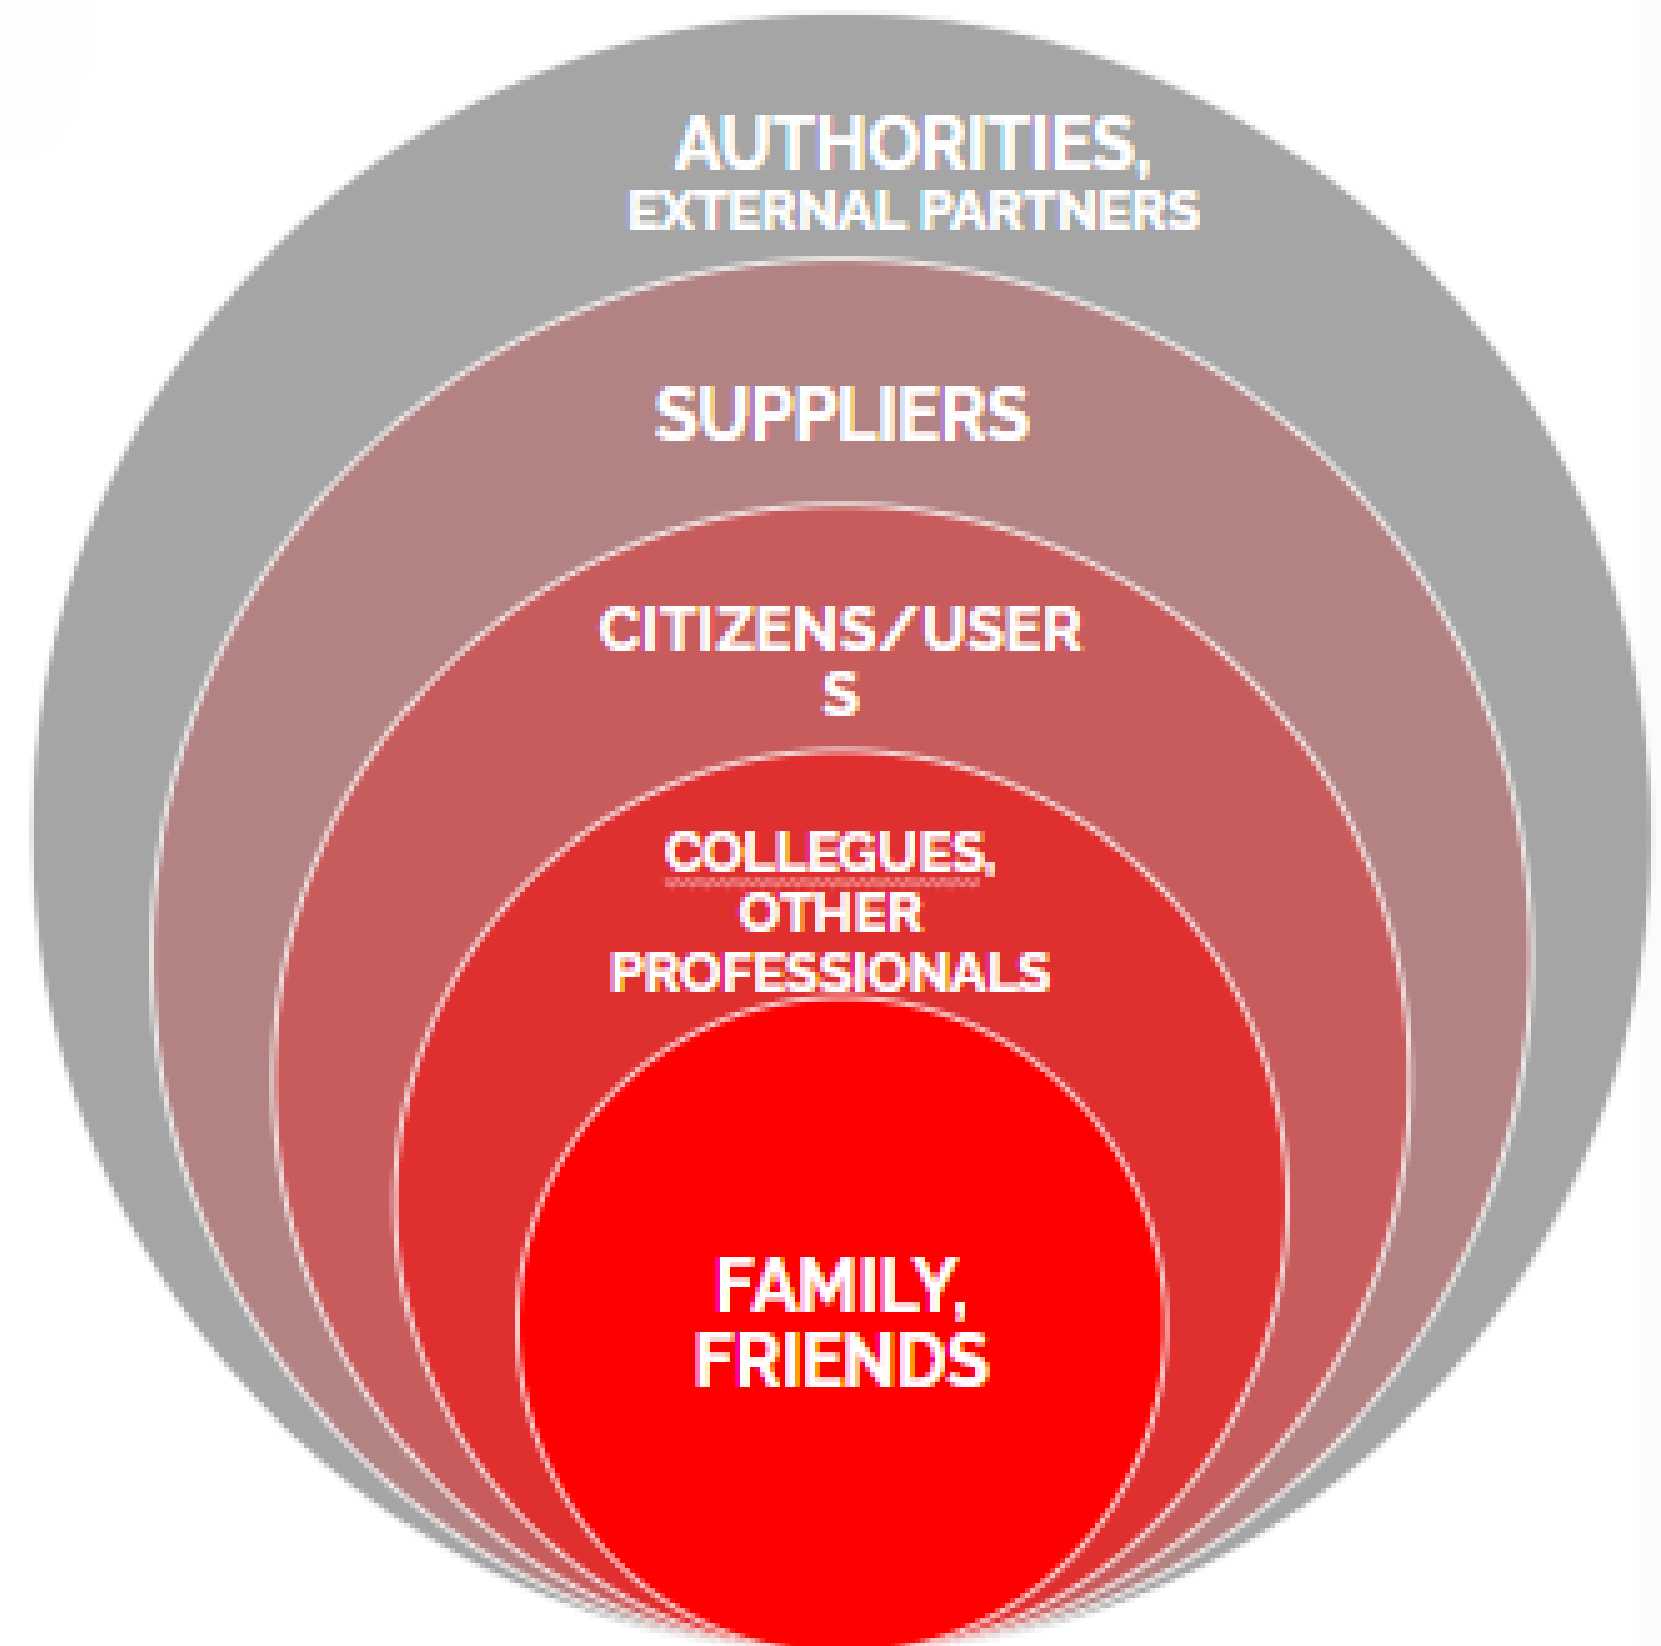 AUTHORITIES,
EXTERNAL PARTNERS
SUPPLIERS
CITIZENS/USER
S
COLLEGUES,
OTHER
PROFESSIONALS
FAMILY,
FRIENDS